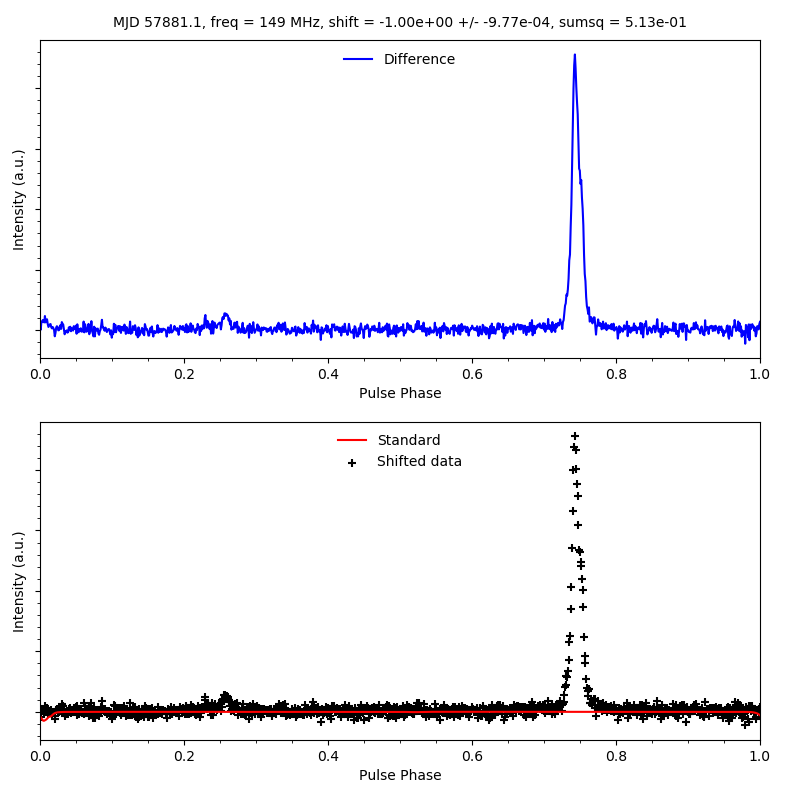 MJD 57881.1, freq = 149 MHz, shift = -1.00e+00 +/- -9.77e-04, sumsq = 5.13e-01
Difference
Intensity (a.u.)
0.0 0.2 0.4 0.6 0.8 1.0
Pulse Phase
Standard
Shifted data
Intensity (a.u.)
0.0 0.2 0.4 0.6 0.8 1.0
Pulse Phase